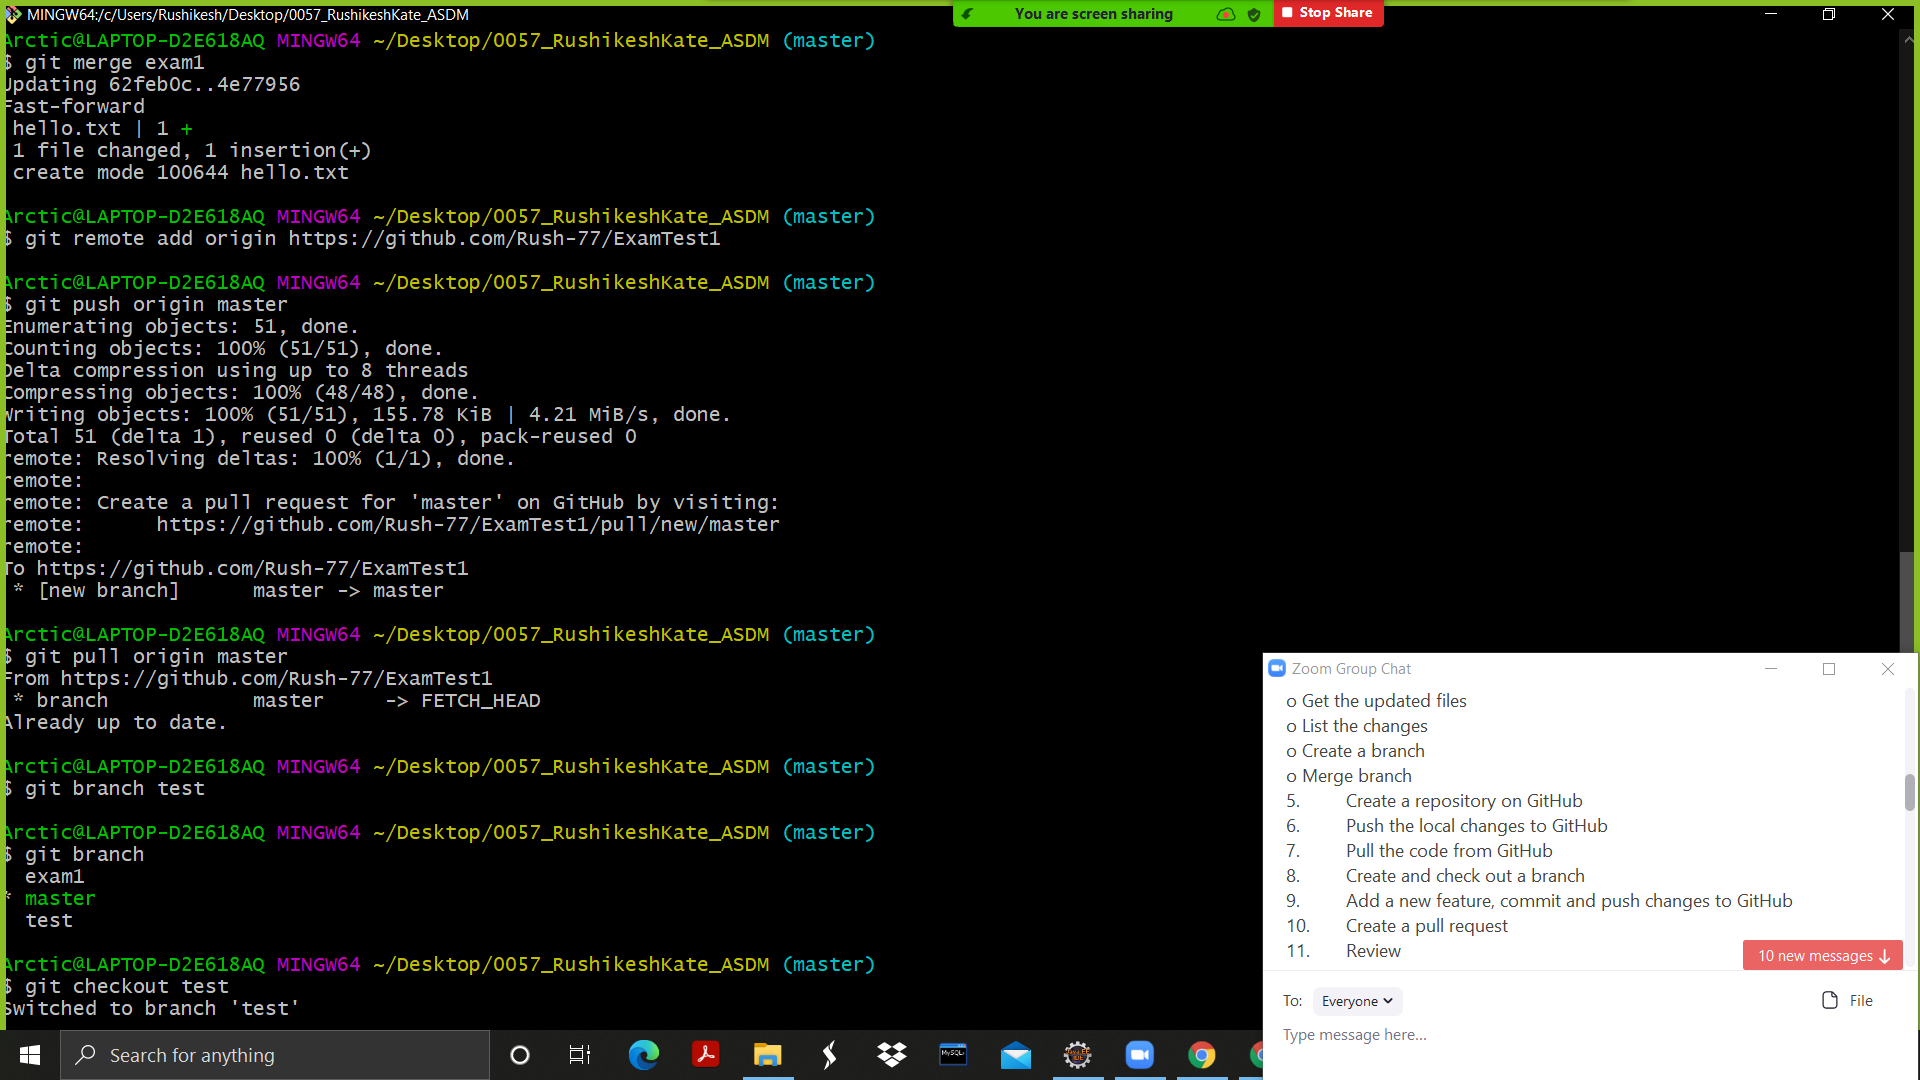 MINGW64:/c/Users/Rushikesh/Desktop/0057_RushikeshKate_ASDM
You are screen sharing
Stop Share
Arctic@LAPTOP-D2E618AQ MINGW64 ~/Desktop/0057_RushikeshKate_ASDM (master)
$ git merge exam1
Updating 62feb0c..4e77956
Fast-forward
hello.txt | 1 +
1 file changed, 1 insertion(+)
create mode 100644 hello.txt
Arctic@LAPTOP-D2E618AQ MINGW64 ~/Desktop/0057_RushikeshKate_ASDM (master)
$ git remote add origin https://github.com/Rush-77/ExamTest1
Arctic@LAPTOP-D2E618AQ MINGW64 ~/Desktop/0057_RushikeshKate_ASDM (master)
$ git push origin master
Enumerating objects: 51, done.
Counting objects: 100% (51/51), done.
Delta compression using up to 8 threads
Compressing objects: 100% (48/48), done.
Writing objects: 100% (51/51), 155.78 KiB | 4.21 MiB/s, done.
Total 51 (delta 1), reused 0 (delta 0), pack-reused 0
remote: Resolving deltas: 100% (1/1), done.
remote:
remote: Create a pull request for 'master' on GitHub by visiting:
remote:      https://github.com/Rush-77/ExamTest1/pull/new/master
remote:
To https://github.com/Rush-77/ExamTest1
* [new branch]      master -> master
Arctic@LAPTOP-D2E618AQ MINGW64 ~/Desktop/0057_RushikeshKate_ASDM (master)
$ git pull origin master
From https://github.com/Rush-77/ExamTest1
* branch            master     -> FETCH_HEAD
Already up to date.
Arctic@LAPTOP-D2E618AQ MINGW64 ~/Desktop/0057_RushikeshKate_ASDM (master)
$ git branch test
Arctic@LAPTOP-D2E618AQ MINGW64 ~/Desktop/0057_RushikeshKate_ASDM (master)
$ git branch
exam1
* master
test
Arctic@LAPTOP-D2E618AQ MINGW64 ~/Desktop/0057_RushikeshKate_ASDM (master)
$ git checkout test
Switched to branch 'test'
Zoom Group Chat
o Get the updated files
o List the changes
o Create a branch
o Merge branch
5. Create a repository on GitHub
6. Push the local changes to GitHub
7. Pull the code from GitHub
8. Create and check out a branch
9. Add a new feature, commit and push changes to GitHub
10. Create a pull request
11. Review
10 new messages ↓
To: Everyone
File
Type message here...
Search for anything